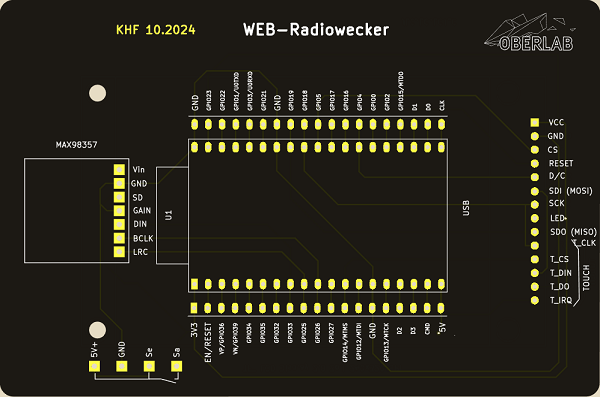 KHF 10.2024
WEB-Radiowecker
OBERLAB
GND
GPIO23
GPIO22
GPIO1/U0TXD
GPIO3/U0RXD
GPIO21
GND
GPIO19
GPIO18
GPIO5
GPIO17
GPIO16
GPIO4
GPIO0
GPIO2
GPIO15/MTDO
D1
D0
CLK
MAX98357
Vin
GND
SD
GAIN
DIN
BCLK
LRC
U1
USB
VCC
GND
CS
RESET
D/C
SDI (MOSI)
SCK
LED
SDO (MISO)
T_CLK
T_CS
T_DIN
T_DO
T_IRQ
TOUCH
3V3
EN/RESET
VP/GPIO36
VN/GPIO39
GPIO34
GPIO35
GPIO32
GPIO33
GPIO25
GPIO26
GPIO27
GPIO14/MTMS
GPIO12/MTDI
GND
GPIO13/MTCK
D2
D3
CMD
5V
5V+
GND
Se
Sa